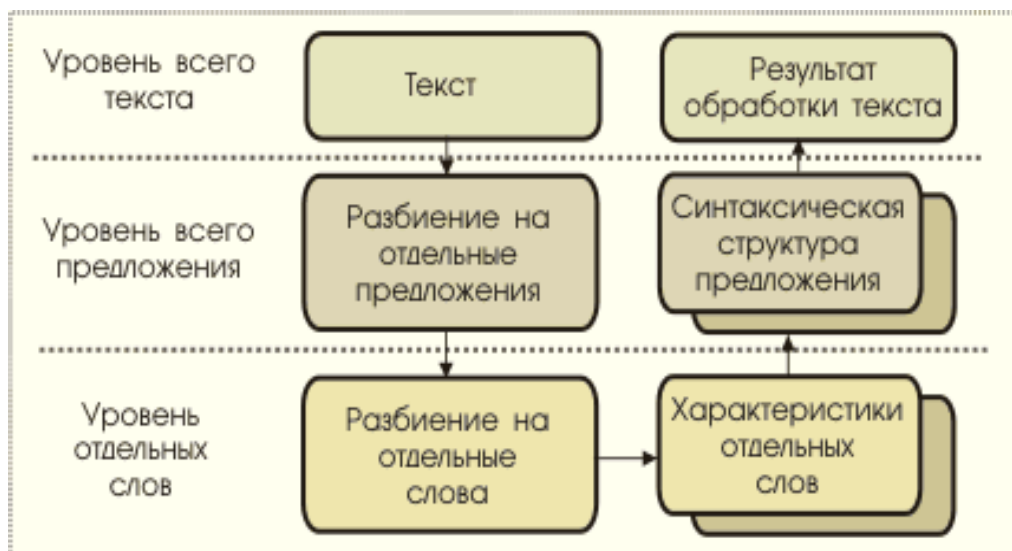 Уровень всего
текста
Текст
Результат
обработки текста
Уровень всего
предложения
Разбиение на
отдельные
предложения
Синтаксическая
структура
предложения
Уровень
отдельных
слов
Разбиение на
отдельные
слова
Характеристики
отдельных
слов